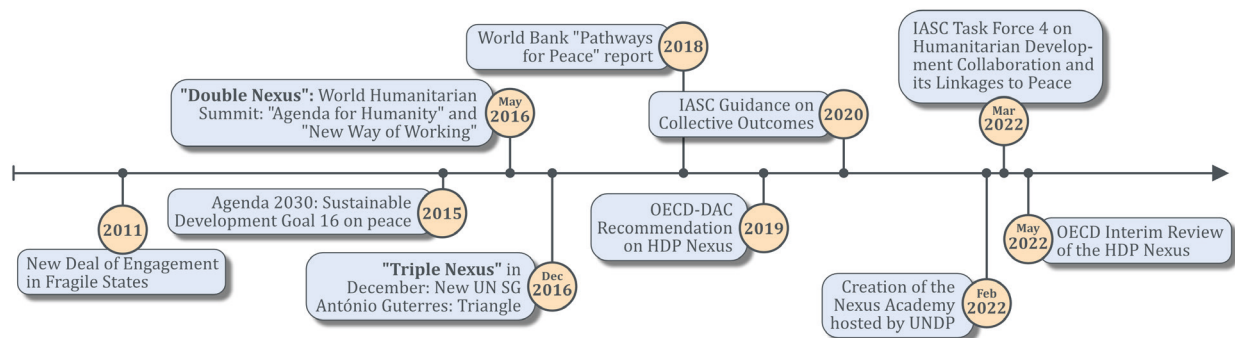 2011
New Deal of Engagement
in Fragile States
Agenda 2030: Sustainable
Development Goal 16 on peace
2015
"Double Nexus": World Humanitarian
Summit: "Agenda for Humanity" and
"New Way of Working"
May
2016
"Triple Nexus" in
December: New UN SG
António Guterres: Triangle
Dec
2016
World Bank "Pathways
for Peace" report
2018
OECD-DAC
Recommendation
on HDP Nexus
2019
IASC Guidance on
Collective Outcomes
2020
Creation of the
Nexus Academy
hosted by UNDP
Feb
2022
IASC Task Force 4 on
Humanitarian Develop-
ment Collaboration and
its Linkages to Peace
Mar
2022
May
2022
OECD Interim Review
of the HDP Nexus